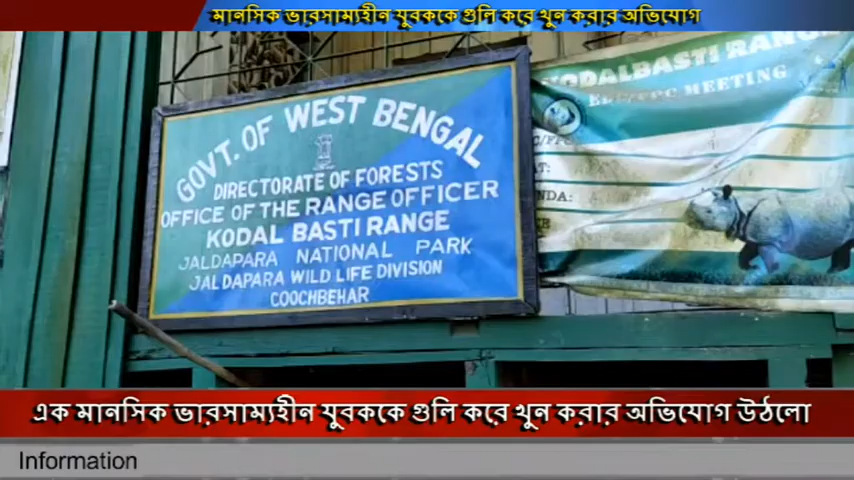 মানসিক ভারসাম্যহীন যুবককে গুলি করে খুন করার অভিযোগ
GOVT. OF WEST BENGAL
DIRECTORATE OF FORESTS
OFFICE OF THE RANGE OFFICER
KODAL BASTI RANGE
JALDAPARA NATIONAL PARK
JALDAPARA WILD LIFE DIVISION
COOCHBEHAR
KODALBASTI RANGE
MEETING
এক মানসিক ভারসাম্যহীন যুবককে গুলি করে খুন করার অভিযোগ উঠলো
Information